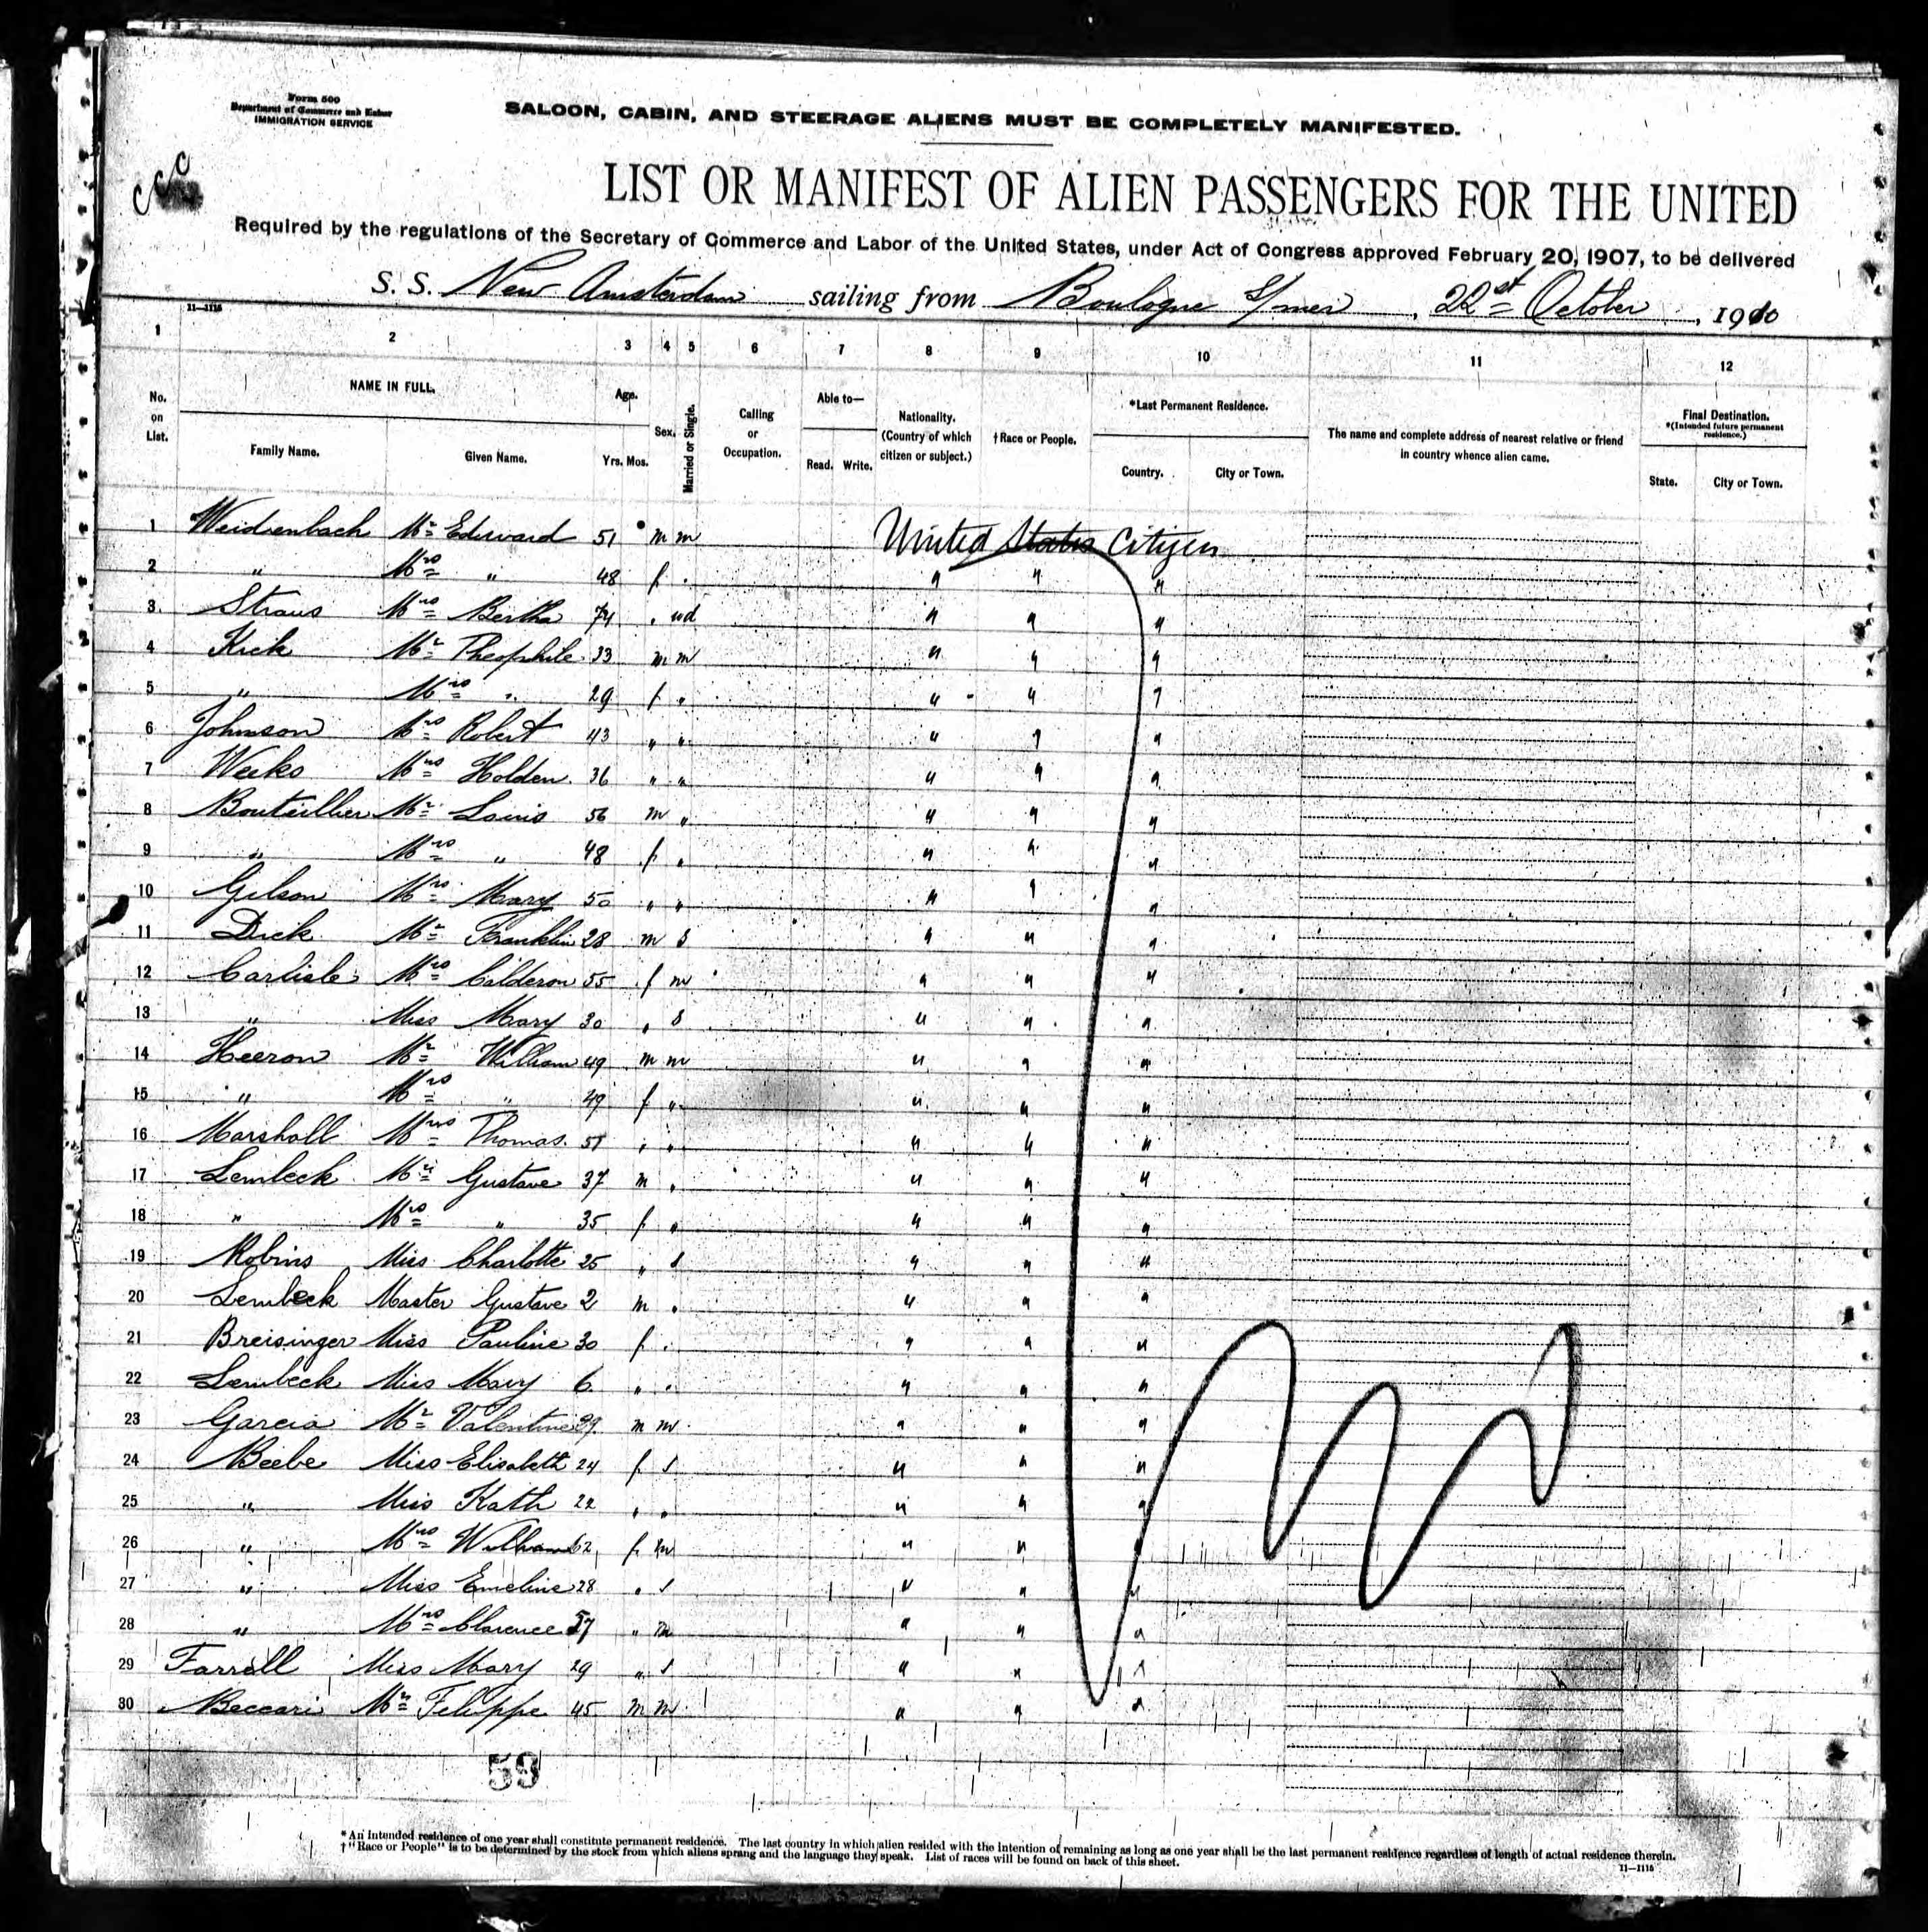 Form 500
Department of Commerce and Labor
IMMIGRATION SERVICE
SALOON, CABIN, AND STEERAGE ALIENS MUST BE COMPLETELY MANIFESTED.
LIST OR MANIFEST OF ALIEN PASSENGERS FOR THE UNITED
Required by the regulations of the Secretary of Commerce and Labor of the United States, under Act of Congress approved February 20, 1907, to be delivered
S. S. New Amsterdam sailing from Boulogne s/mer, 22st October, 1910
11—1115
1 2 3 4 5 6 7 8 9 10 11 12
No. on List.
NAME IN FULL.
Family Name. Given Name.
Age.
Yrs. Mos.
Sex.
Married or Single.
Calling or Occupation.
Able to—
Read. Write.
Nationality. (Country of which citizen or subject.)
†Race or People.
*Last Permanent Residence.
Country. City or Town.
The name and complete address of nearest relative or friend in country whence alien came.
Final Destination.
*(Intended future permanent residence.)
State. City or Town.
1 Weidenbach Mr Edward 51 m m United States Citizen
2 " Mrs " 48 f " " " "
3 Straus Mrs Bertha 74 " wd " " "
4 Kick Mr Theophile 33 m m " " "
5 " Mrs " 29 f " " " "
6 Johnson Mrs Robert 43 " " " " "
7 Weeks Mrs Holden 36 " " " " "
8 Bouteillier Mr Louis 56 m " " " "
9 " Mrs " 48 f " " " "
10 Gilson Mrs Mary 50 " " " " "
11 Dick Mr Franklin 28 m s " " "
12 Carlisle Mrs Calderon 55 f m " " "
13 " Miss Mary 30 " s " " "
14 Heeron Mr William 49 m m " " "
15 " Mrs " 49 f " " " "
16 Marshall Mrs Thomas 51 " " " " "
17 Lembeck Mr Gustave 37 m " " " "
18 " Mrs " 35 f " " " "
19 Robins Miss Charlotte 25 " s " " "
20 Lembeck Master Gustave 2 m " " " "
21 Breisinger Miss Pauline 30 f " " " "
22 Lembeck Miss Mary 6 " " " " "
23 Garcia Mr Valentine 29 m m " " "
24 Beebe Miss Elisabeth 24 f s " " "
25 " Miss Kath 22 " " " " "
26 " Mrs William 62 f m " " "
27 " Miss Emeline 28 " s " " "
28 " Mrs Clarence " m " " "
29 Farrell Miss Mary 29 " s " " "
30 Beccari Mr Felippe 45 m m " " "
59
*An intended residence of one year shall constitute permanent residence. The last country in which alien resided with the intention of remaining as long as one year shall be the last permanent residence regardless of length of actual residence therein.
†"Race or People" is to be determined by the stock from which aliens sprang and the language they speak. List of races will be found on back of this sheet.
11—1115